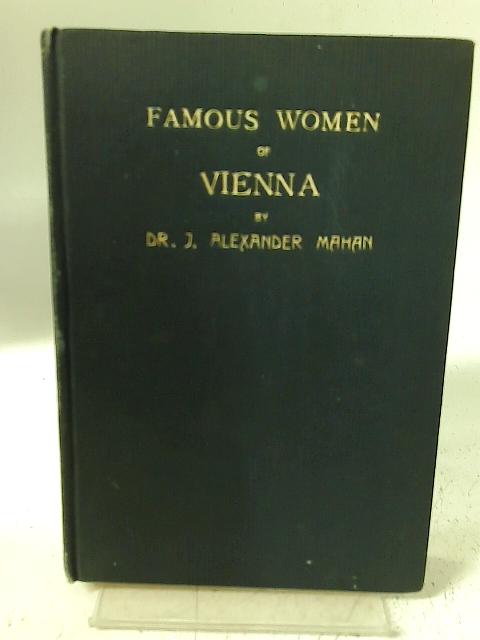 FAMOUS WOMEN
OF
VIENNA
BY
DR. J. ALEXANDER MAHAN